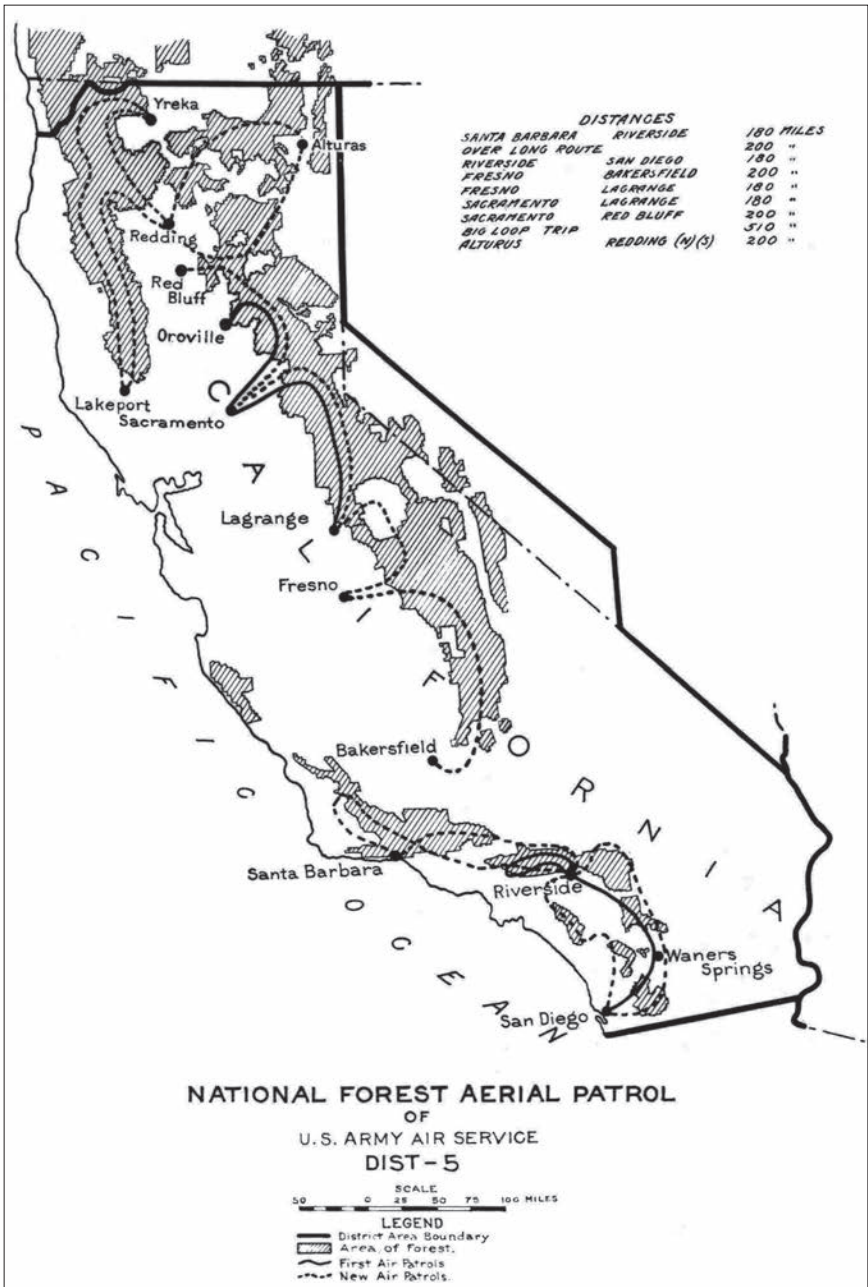 Yreka
Alturas
Redding
Red
Bluff
Oroville
Lakeport
Sacramento
Lagrange
Fresno
Bakersfield
Santa Barbara
Riverside
Waners
Springs
San Diego
CALIFORNIA
PACIFIC OCEAN
DISTANCES
SANTA BARBARA RIVERSIDE 180 MILES
OVER LONG ROUTE 200 "
RIVERSIDE SAN DIEGO 180 "
FRESNO BAKERSFIELD 200 "
FRESNO LAGRANGE 180 "
SACRAMENTO LAGRANGE 180 "
SACRAMENTO RED BLUFF 200 "
BIG LOOP TRIP 510 "
ALTURUS REDDING (N)(S) 200 "
NATIONAL FOREST AERIAL PATROL
OF
U.S. ARMY AIR SERVICE
DIST-5
SCALE
50 0 25 50 75 100 MILES
LEGEND
District Area Boundary
Area of Forest.
First Air Patrols
New Air Patrols.